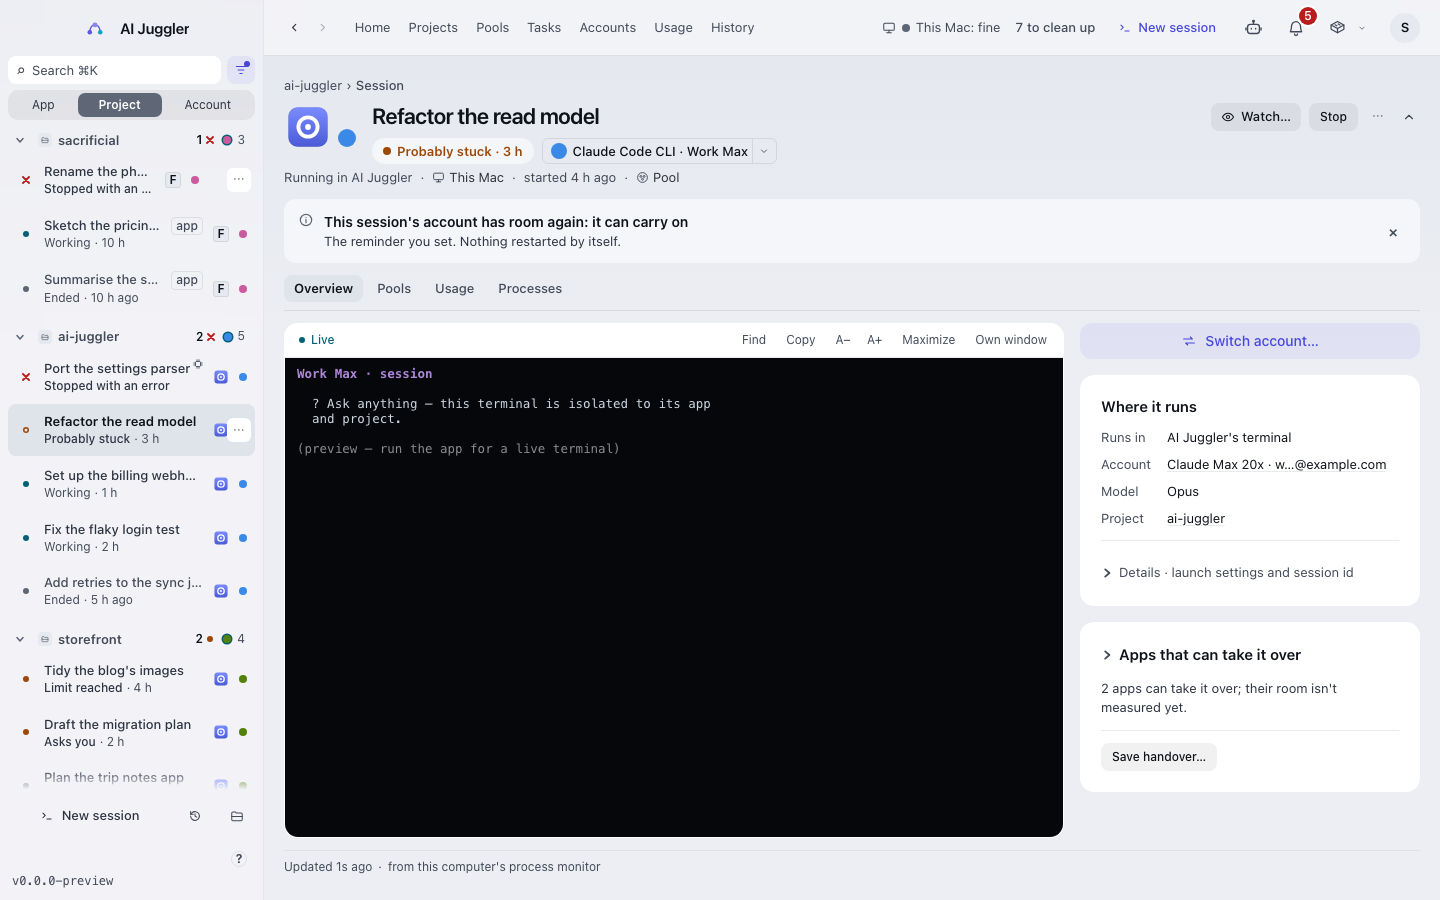 AI Juggler
Search ⌘K
App Project Account
sacrificial 1 3
Rename the ph... F
Stopped with an ...
Sketch the pricin... app F
Working · 10 h
Summarise the s... app F
Ended · 10 h ago
ai-juggler 2 5
Port the settings parser
Stopped with an error
Refactor the read model
Probably stuck · 3 h
Set up the billing webh...
Working · 1 h
Fix the flaky login test
Working · 2 h
Add retries to the sync j...
Ended · 5 h ago
storefront 2 4
Tidy the blog's images
Limit reached · 4 h
Draft the migration plan
Asks you · 2 h
Plan the trip notes app
New session
?
v0.0.0-preview
Home Projects Pools Tasks Accounts Usage History
This Mac: fine 7 to clean up New session 5 S
ai-juggler › Session
Refactor the read model
Watch... Stop
Probably stuck · 3 h Claude Code CLI · Work Max
Running in AI Juggler · This Mac · started 4 h ago · Pool
This session's account has room again: it can carry on
The reminder you set. Nothing restarted by itself.
Overview Pools Usage Processes
Live Find Copy A− A+ Maximize Own window
Work Max · session
? Ask anything — this terminal is isolated to its app
and project.
(preview — run the app for a live terminal)
Switch account...
Where it runs
Runs in AI Juggler's terminal
Account Claude Max 20x · w...@example.com
Model Opus
Project ai-juggler
Details · launch settings and session id
Apps that can take it over
2 apps can take it over; their room isn't
measured yet.
Save handover...
Updated 1s ago · from this computer's process monitor